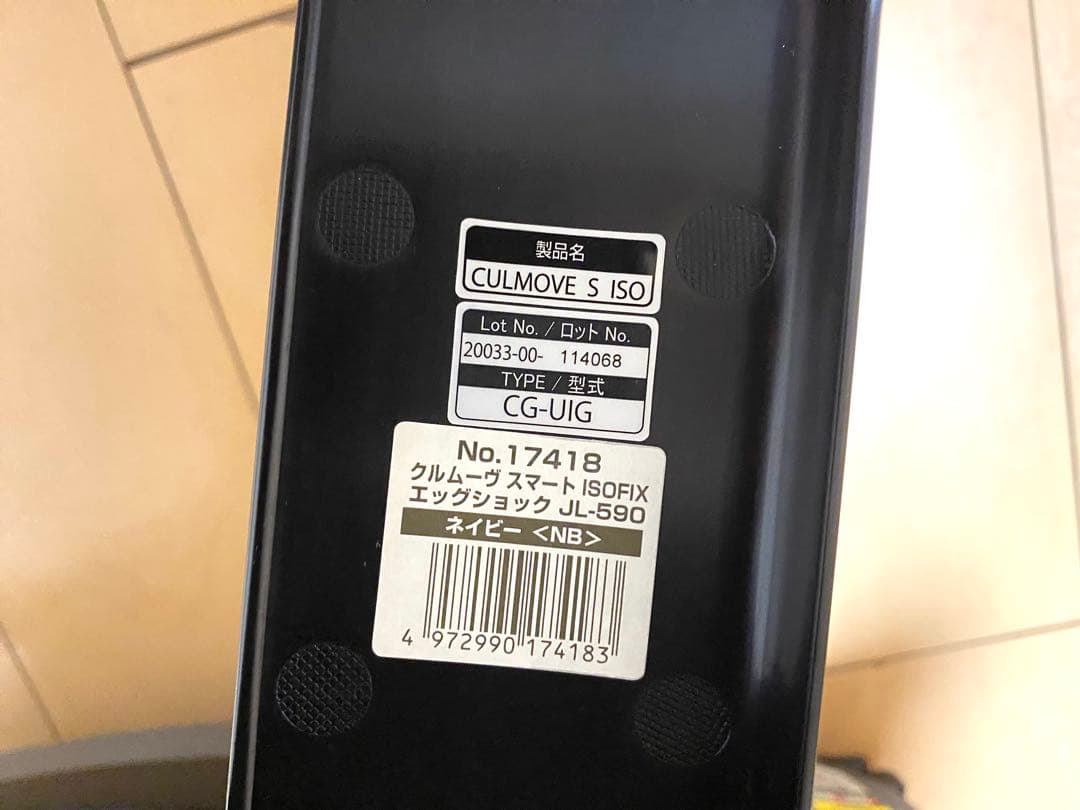 製品名
CULMOVE S ISO
Lot No. / ロット No.
20033-00- 114068
TYPE / 型式
CG-UIG
No.17418
クルムーヴ スマート ISOFIX
エッグショック JL-590
ネイビー <NB>
4 972990 174183